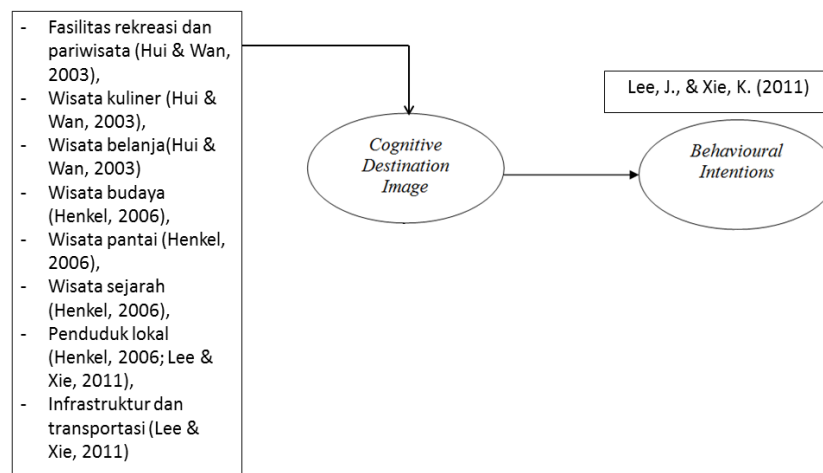 - Fasilitas rekreasi dan
pariwisata (Hui & Wan,
2003),
- Wisata kuliner (Hui &
Wan, 2003),
- Wisata belanja(Hui &
Wan, 2003)
- Wisata budaya
(Henkel, 2006),
- Wisata pantai (Henkel,
2006),
- Wisata sejarah
(Henkel, 2006),
- Penduduk lokal
(Henkel, 2006; Lee &
Xie, 2011),
- Infrastruktur dan
transportasi (Lee &
Xie, 2011)
Cognitive
Destination
Image
Lee, J., & Xie, K. (2011)
Behavioural
Intentions